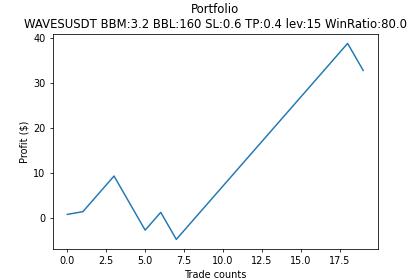 Portfolio
WAVESUSDT BBM:3.2 BBL:160 SL:0.6 TP:0.4 lev:15 WinRatio:80.0
40
30
20
10
0
Profit ($)
0.0 2.5 5.0 7.5 10.0 12.5 15.0 17.5
Trade counts